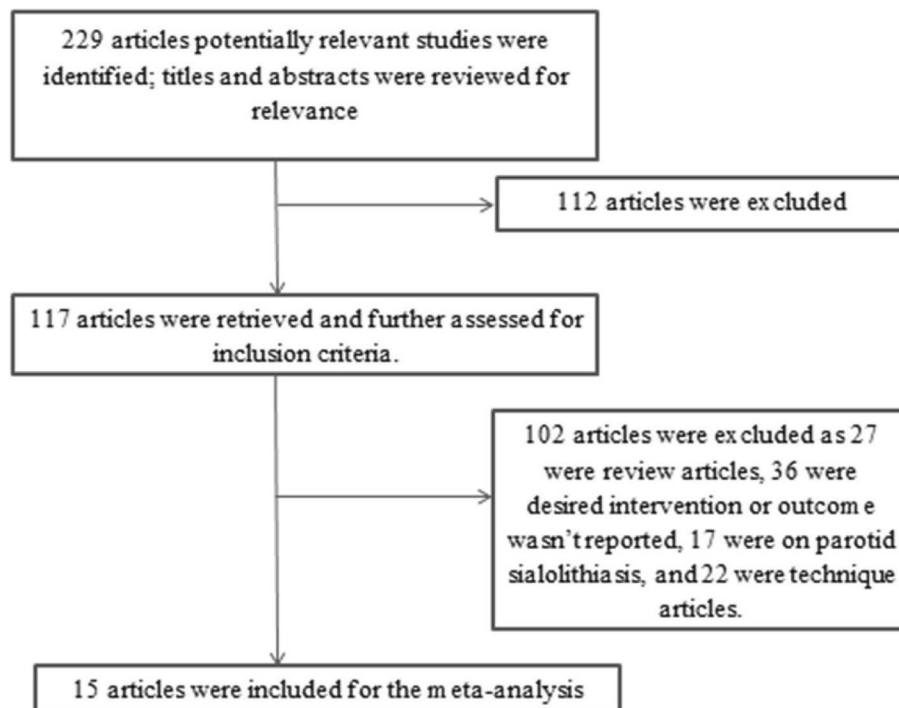 229 articles potentially relevant studies were
identified; titles and abstracts were reviewed for
relevance
112 articles were excluded
117 articles were retrieved and further assessed for
inclusion criteria.
102 articles were excluded as 27
were review articles, 36 were
desired intervention or outcome
wasn't reported, 17 were on parotid
sialolithiasis, and 22 were technique
articles.
15 articles were included for the meta-analysis